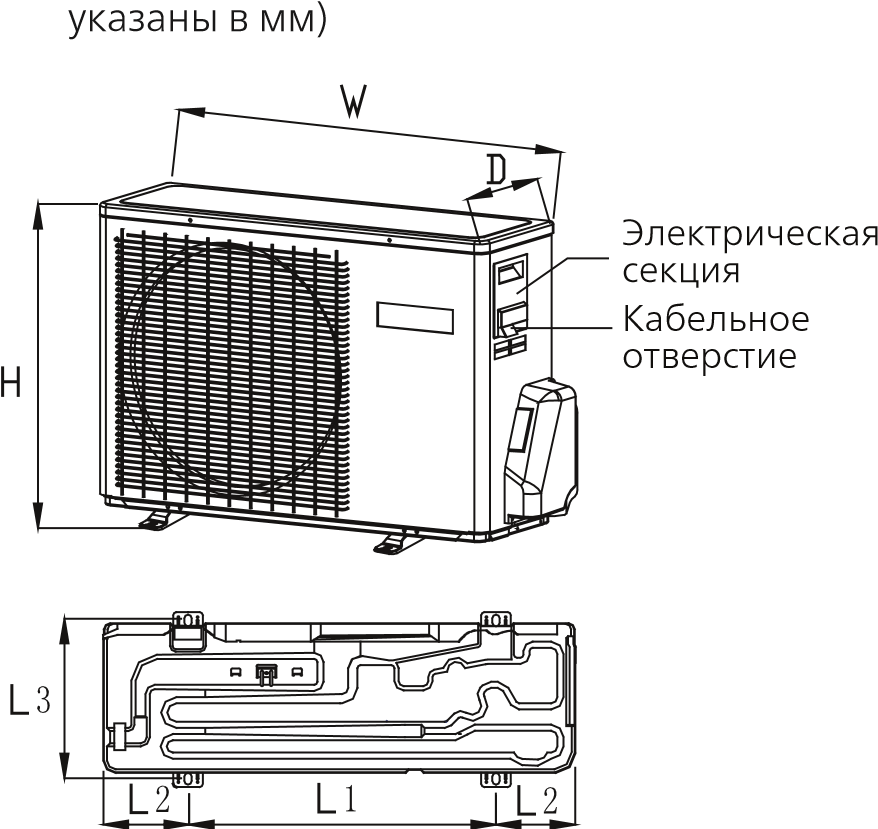 указаны в мм)
W
D
Электрическая
секция
Кабельное
отверстие
H
L3
L2
L1
L2